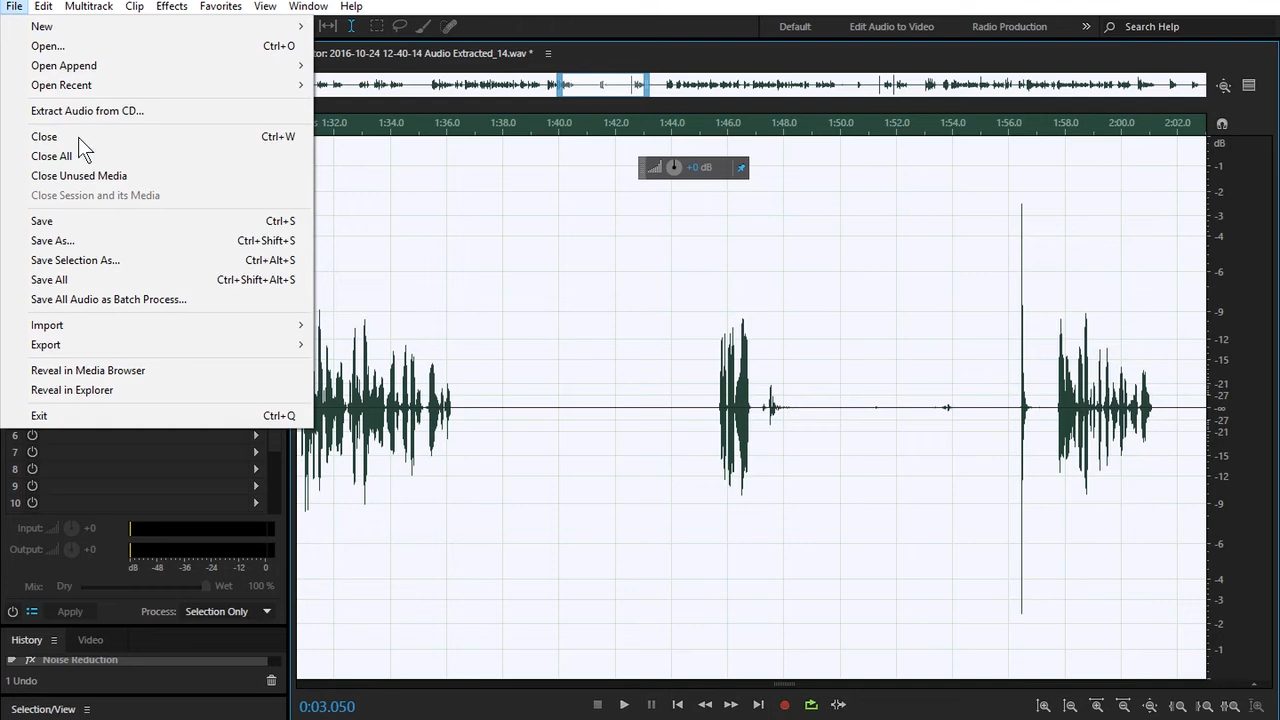 File Edit Multitrack Clip Effects Favorites View Window Help
New
Open... Ctrl+O
Open Append
Open Recent
Extract Audio from CD...
Close Ctrl+W
Close All
Close Unused Media
Close Session and its Media
Save Ctrl+S
Save As... Ctrl+Shift+S
Save Selection As... Ctrl+Alt+S
Save All Ctrl+Shift+Alt+S
Save All Audio as Batch Process...
Import
Export
Reveal in Media Browser
Reveal in Explorer
Exit Ctrl+Q
Default Edit Audio to Video Radio Production » Search Help
tor: 2016-10-24 12-40-14 Audio Extracted_14.wav *
s 1:32.0 1:34.0 1:36.0 1:38.0 1:40.0 1:42.0 1:44.0 1:46.0 1:48.0 1:50.0 1:52.0 1:54.0 1:56.0 1:58.0 2:00.0 2:02.0
+0 dB
dB
-1
-2
-3
-4
-6
-9
-12
-15
-21
-27
-∞
-27
-21
-15
-12
-9
-6
-4
-3
-2
-1
6
7
8
9
10
Input: +0
Output: +0
dB -48 -36 -24 -12 0
Mix: Dry Wet 100 %
Apply Process: Selection Only
History Video
fx Noise Reduction
1 Undo
Selection/View
0:03.050